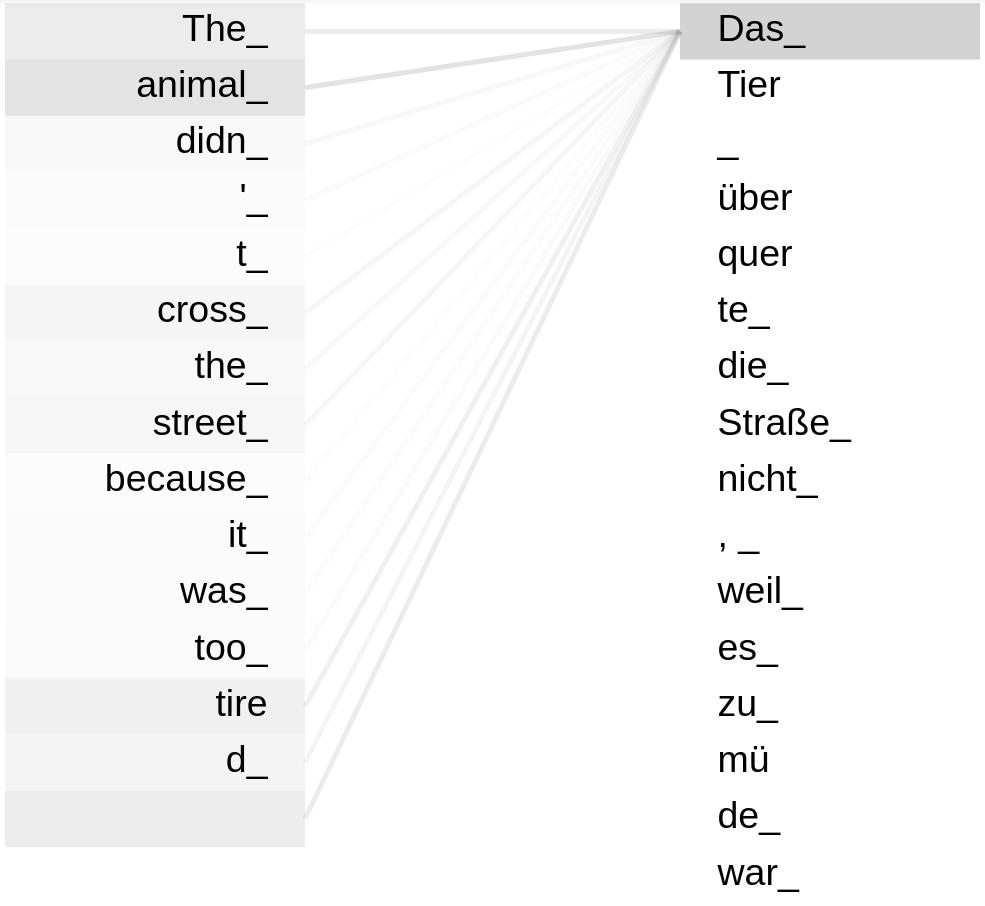 The_ Das_
animal_ Tier
didn_ _
'_ über
t_ quer
cross_ te_
the_ die_
street_ Straße_
because_ nicht_
it_ , _
was_ weil_
too_ es_
tire zu_
d_ mü
de_
war_